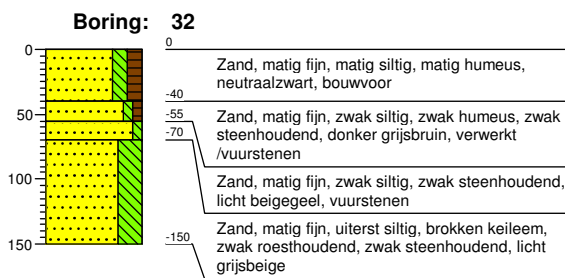 Boring: 32
0
50
100
150
0
Zand, matig fijn, matig siltig, matig humeus,
neutraalzwart, bouwvoor
-40
Zand, matig fijn, zwak siltig, zwak humeus, zwak
steenhoudend, donker grijsbruin, verwerkt
/vuurstenen
-55
Zand, matig fijn, zwak siltig, zwak steenhoudend,
licht beigegeel, vuurstenen
-70
Zand, matig fijn, uiterst siltig, brokken keileem,
zwak roesthoudend, zwak steenhoudend, licht
grijsbeige
-150